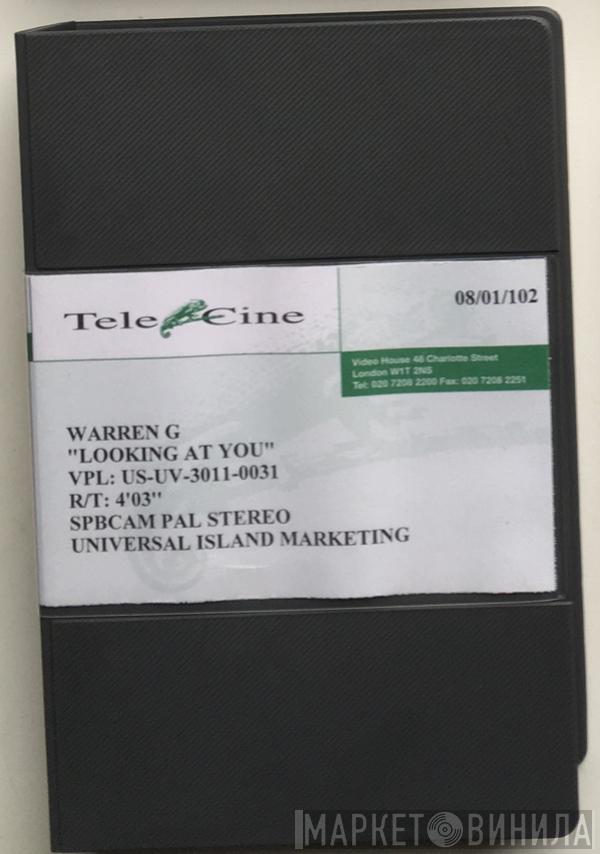 Tele Cine
08/01/102
Video House 48 Charlotte Street
London W1T 2NS
Tel: 020 7208 2200 Fax: 020 7208 2251
WARREN G
"LOOKING AT YOU"
VPL: US-UV-3011-0031
R/T: 4'03"
SPBCAM PAL STEREO
UNIVERSAL ISLAND MARKETING
МАРКЕТ ВИНИЛА